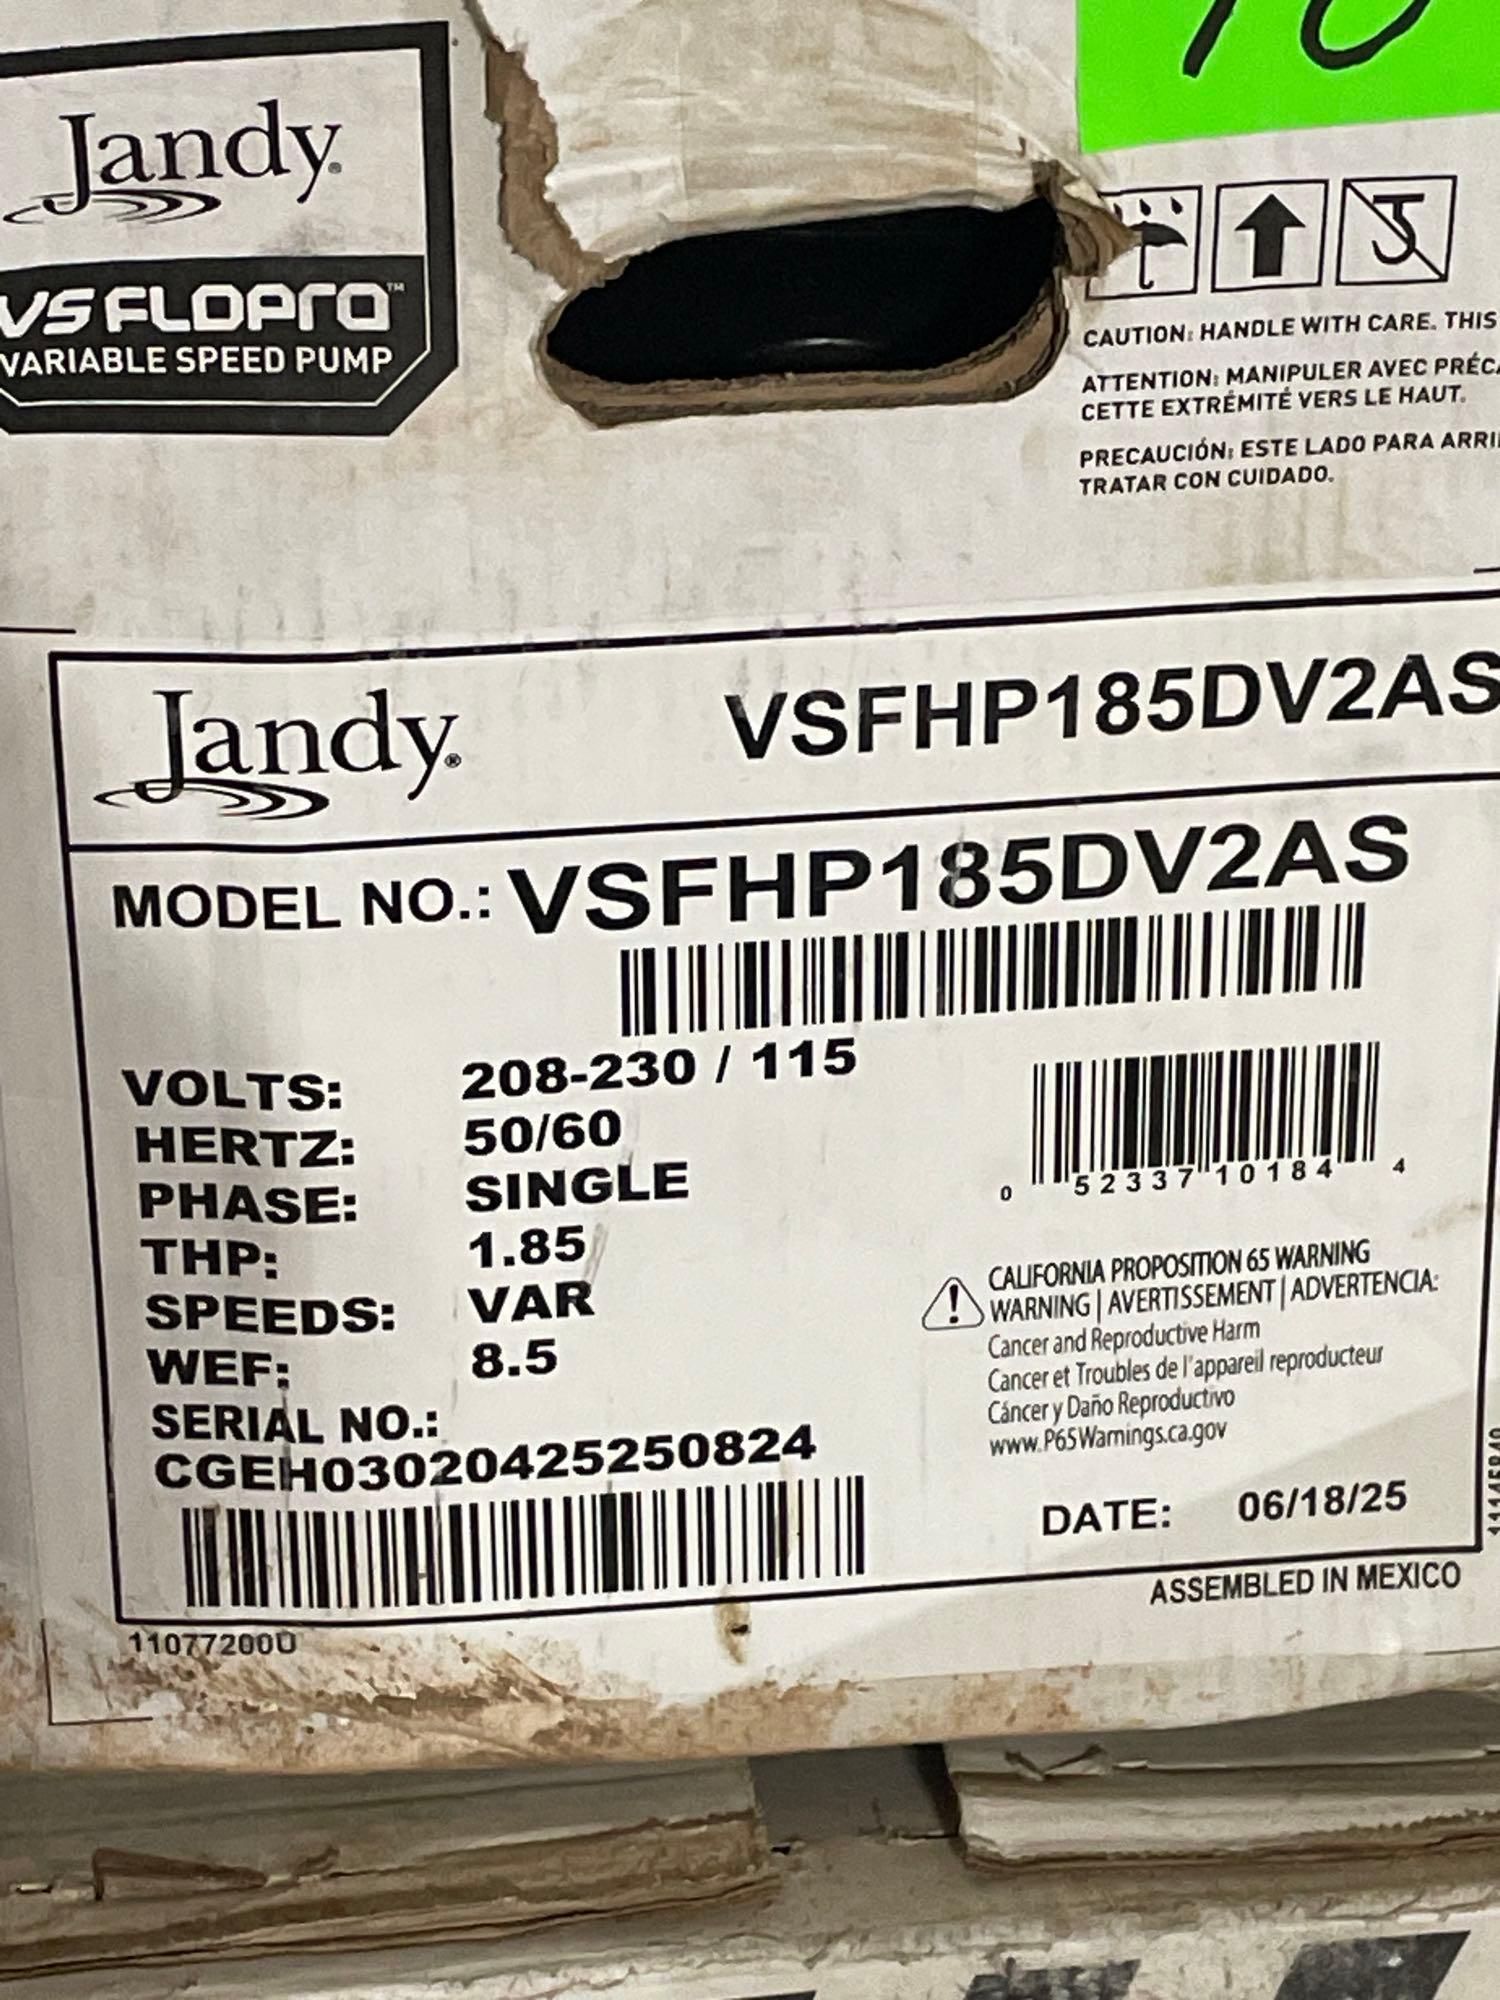 Jandy®
VS FLOPRO™
VARIABLE SPEED PUMP
CAUTION: HANDLE WITH CARE. THIS
ATTENTION: MANIPULER AVEC
CETTE EXTRÉMITÉ VERS LE HAUT.
PRECAUCIÓN: ESTE LADO PARA
TRATAR CON CUIDADO.
Jandy®
VSFHP185DV2AS
MODEL NO.: VSFHP185DV2AS
VOLTS: 208-230 / 115
HERTZ: 50/60
PHASE: SINGLE
THP: 1.85
SPEEDS: VAR
WEF: 8.5
SERIAL NO.:
CGEH03020425250824
0 52337 10184 4
CALIFORNIA PROPOSITION 65 WARNING
WARNING | AVERTISSEMENT | ADVERTENCIA:
Cancer and Reproductive Harm
Cancer et Troubles de l'appareil reproducteur
Cáncer y Daño Reproductivo
www.P65Warnings.ca.gov
DATE: 06/18/25
ASSEMBLED IN MEXICO
11077200U